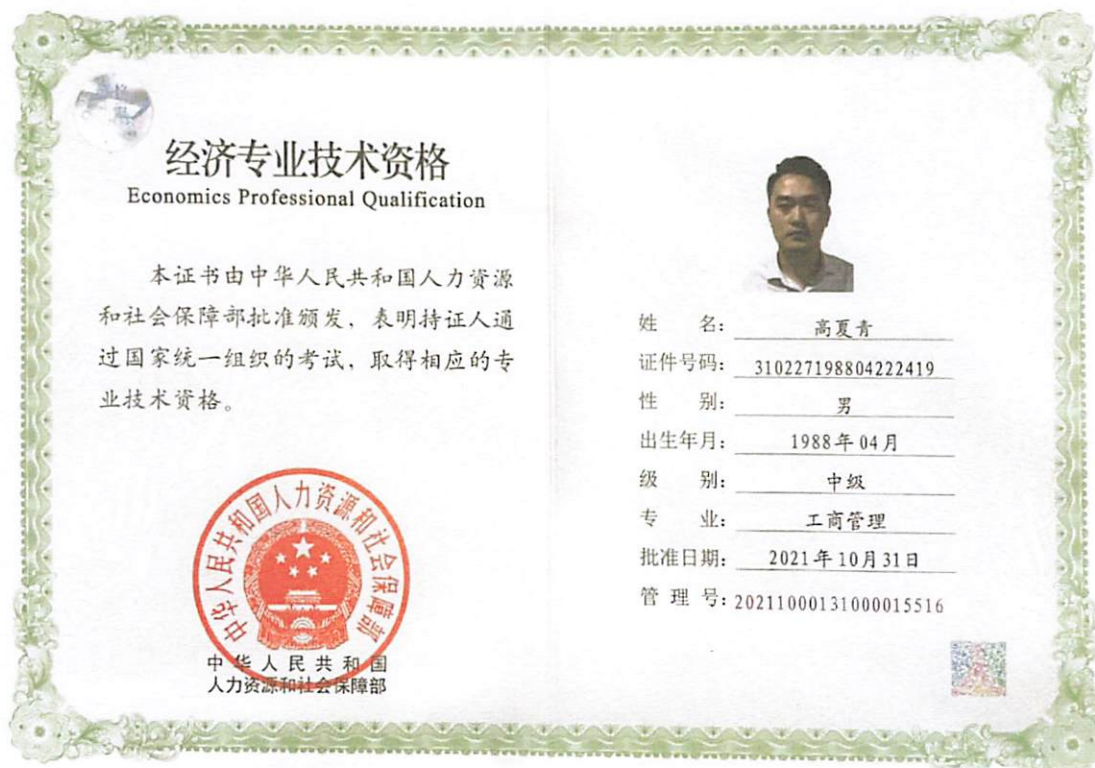 经济专业技术资格
Economics Professional Qualification
本证书由中华人民共和国人力资源
和社会保障部批准颁发，表明持证人通
过国家统一组织的考试，取得相应的专
业技术资格。
中华人民共和国人力资源和社会保障部
中华人民共和国
人力资源和社会保障部
姓 名： 高夏青
证件号码： 310227198804222419
性 别： 男
出生年月： 1988年04月
级 别： 中级
专 业： 工商管理
批准日期： 2021年10月31日
管 理 号：20211000131000015516